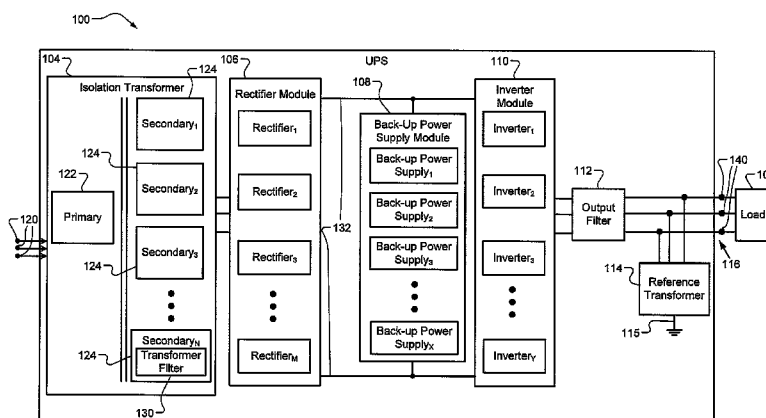 100
UPS
104
Isolation Transformer
124
Secondary1
124
Secondary2
122
Primary
120
Secondary3
124
SecondaryN
124
Transformer
Filter
130
106
Rectifier Module
Rectifier1
Rectifier2
Rectifier3
RectifierM
132
108
Back-Up Power
Supply Module
Back-up Power
Supply1
Back-up Power
Supply2
Back-up Power
Supply3
Back-up Power
SupplyX
110
Inverter
Module
Inverter1
Inverter2
Inverter3
InverterY
112
Output
Filter
140
Load
116
114
Reference
Transformer
115